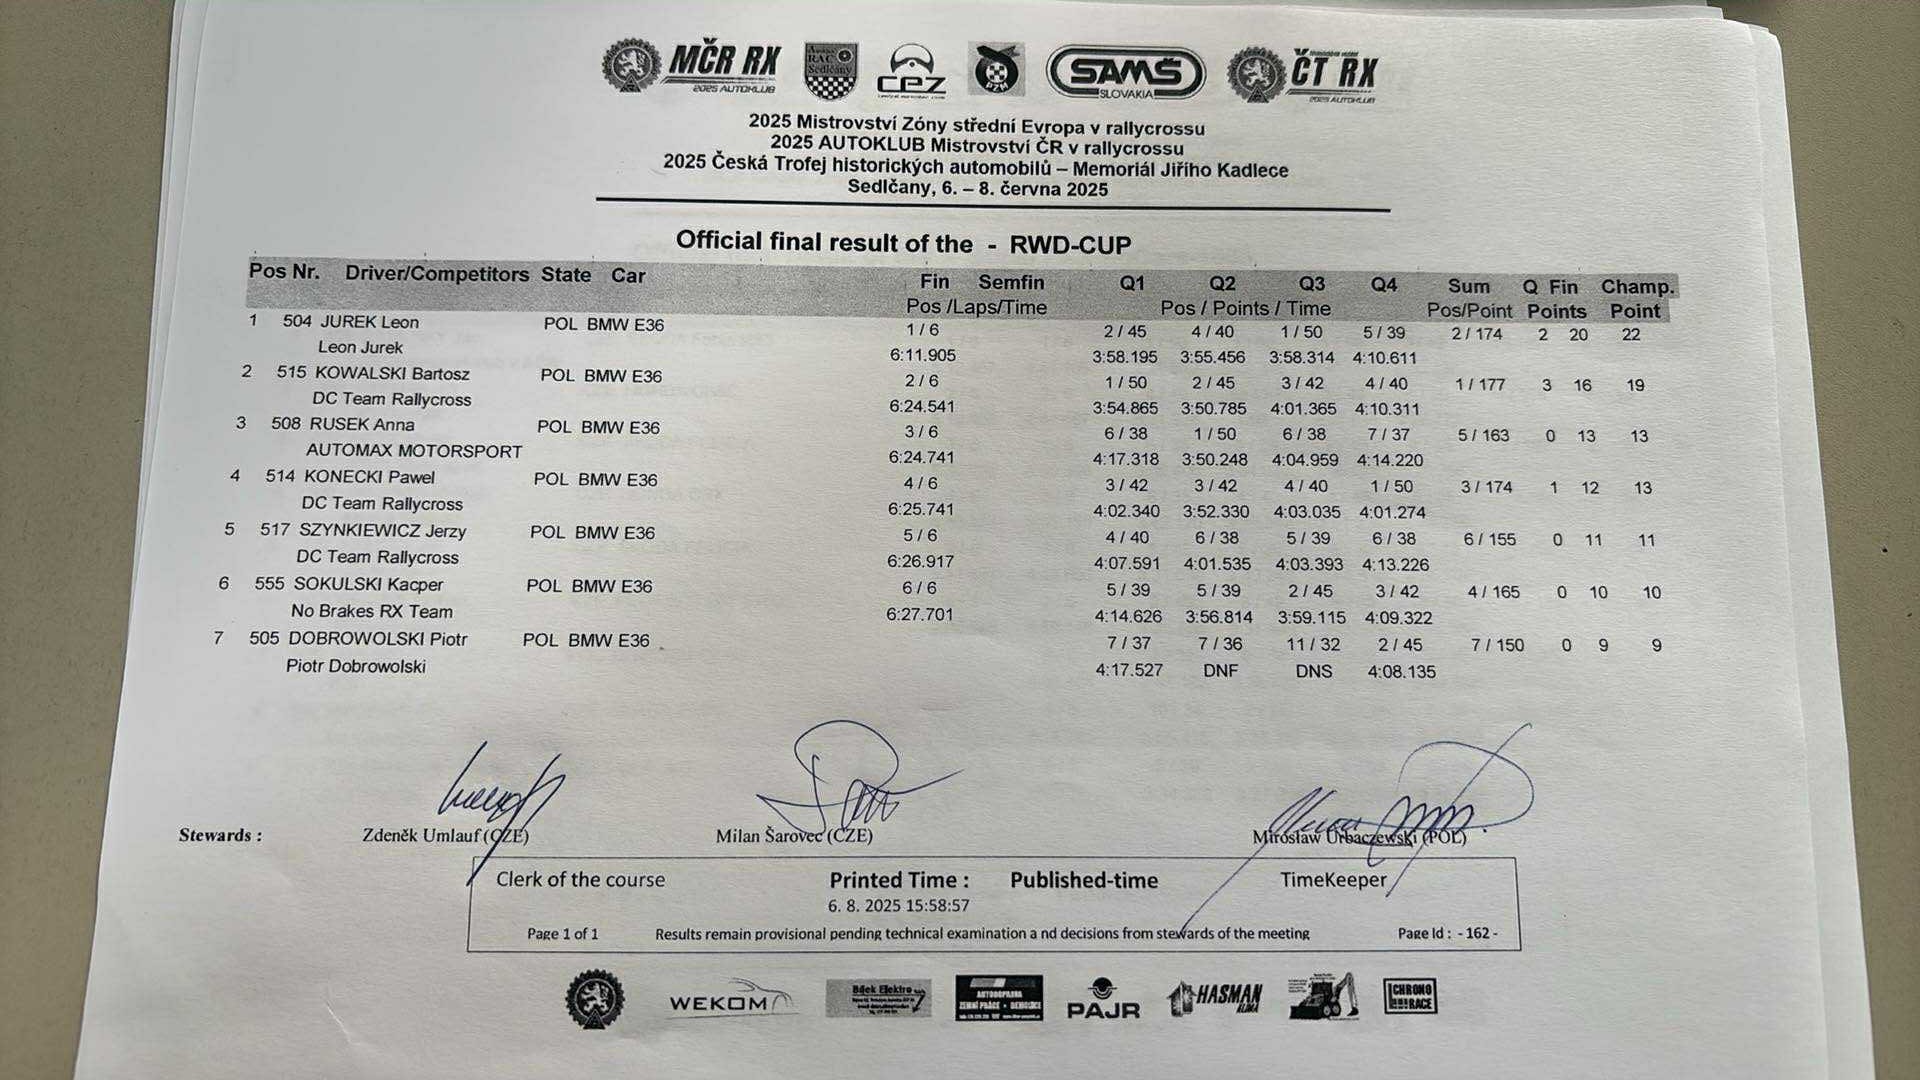 MČR RX
2025 AUTOKLUB
RAC
Sedlčany
cez
PZM
SAMŠ
SLOVAKIA
ČT RX
2025 AUTOKLUB
2025 Mistrovství Zóny střední Evropa v rallycrossu
2025 AUTOKLUB Mistrovství ČR v rallycrossu
2025 Česká Trofej historických automobilů – Memoriál Jiřího Kadlece
Sedlčany, 6. – 8. června 2025
Official final result of the - RWD-CUP
Pos Nr. Driver/Competitors State Car Fin Semfin Q1 Q2 Q3 Q4 Sum Q Fin Champ.
Pos /Laps/Time Pos / Points / Time Pos/Point Points Point
1 504 JUREK Leon POL BMW E36 1 / 6 2 / 45 4 / 40 1 / 50 5 / 39 2 / 174 2 20 22
Leon Jurek 6:11.905 3:58.195 3:55.456 3:58.314 4:10.611
2 515 KOWALSKI Bartosz POL BMW E36 2 / 6 1 / 50 2 / 45 3 / 42 4 / 40 1 / 177 3 16 19
DC Team Rallycross 6:24.541 3:54.865 3:50.785 4:01.365 4:10.311
3 508 RUSEK Anna POL BMW E36 3 / 6 6 / 38 1 / 50 6 / 38 7 / 37 5 / 163 0 13 13
AUTOMAX MOTORSPORT 6:24.741 4:17.318 3:50.248 4:04.959 4:14.220
4 514 KONECKI Pawel POL BMW E36 4 / 6 3 / 42 3 / 42 4 / 40 1 / 50 3 / 174 1 12 13
DC Team Rallycross 6:25.741 4:02.340 3:52.330 4:03.035 4:01.274
5 517 SZYNKIEWICZ Jerzy POL BMW E36 5 / 6 4 / 40 6 / 38 5 / 39 6 / 38 6 / 155 0 11 11
DC Team Rallycross 6:26.917 4:07.591 4:01.535 4:03.393 4:13.226
6 555 SOKULSKI Kacper POL BMW E36 6 / 6 5 / 39 5 / 39 2 / 45 3 / 42 4 / 165 0 10 10
No Brakes RX Team 6:27.701 4:14.626 3:56.814 3:59.115 4:09.322
7 505 DOBROWOLSKI Piotr POL BMW E36 7 / 37 7 / 36 11 / 32 2 / 45 7 / 150 0 9 9
Piotr Dobrowolski 4:17.527 DNF DNS 4:08.135
Stewards : Zdeněk Umlauf (CZE) Milan Šarovec (CZE) Mirosław Urbaczewski (POL)
Clerk of the course Printed Time : Published-time TimeKeeper
6. 8. 2025 15:58:57
Page 1 of 1 Results remain provisional pending technical examination a nd decisions from stewards of the meeting Page Id : - 162 -
WEKOM
Bílek Elektro
AUTODOPRAVA
ZEMNÍ PRÁCE • DEMOLICE
PAJR
HASMAN
KLIMA
CHRONO
RACE